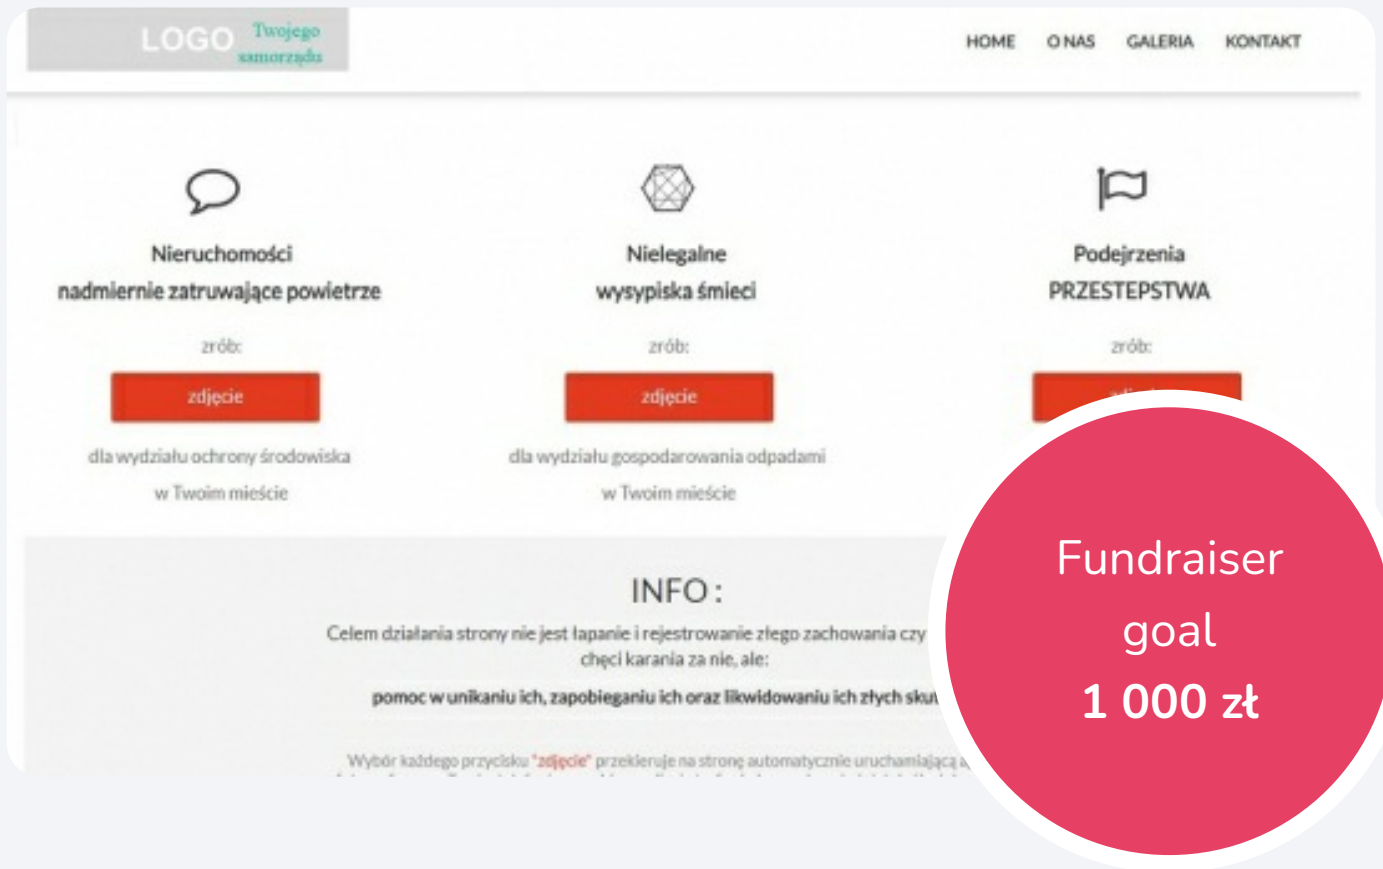 LOGO Twojego
samorządu
HOME O NAS GALERIA KONTAKT
Nieruchomości
nadmiernie zatruwające powietrze
zrób:
zdjęcie
dla wydziału ochrony środowiska
w Twoim mieście
Nielegalne
wysypiska śmieci
zrób:
zdjęcie
dla wydziału gospodarowania odpadami
w Twoim mieście
Podejrzenia
PRZESTEPSTWA
zrób:
INFO :
Celem działania strony nie jest łapanie i rejestrowanie złego zachowania czy
chęci karania za nie, ale:
pomoc w unikaniu ich, zapobieganiu ich oraz likwidowaniu ich złych
Wybór każdego przycisku "zdjęcie" przekieruje na stronę automatycznie uruchamiającą
Fundraiser
goal
1 000 zł